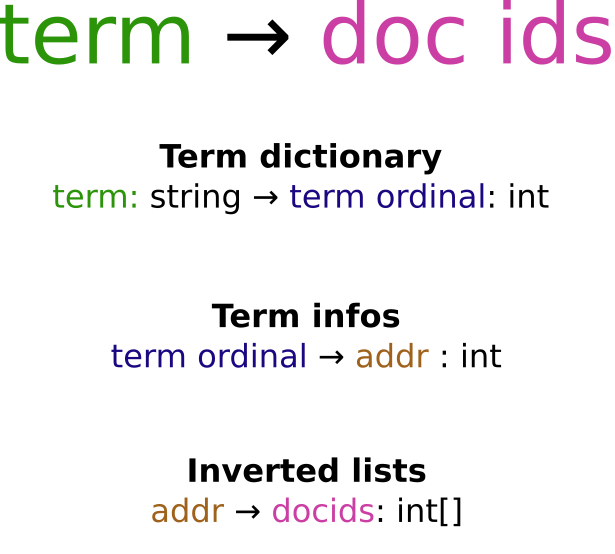 term → doc ids
Term dictionary
term: string → term ordinal: int
Term infos
term ordinal → addr : int
Inverted lists
addr → docids: int[]